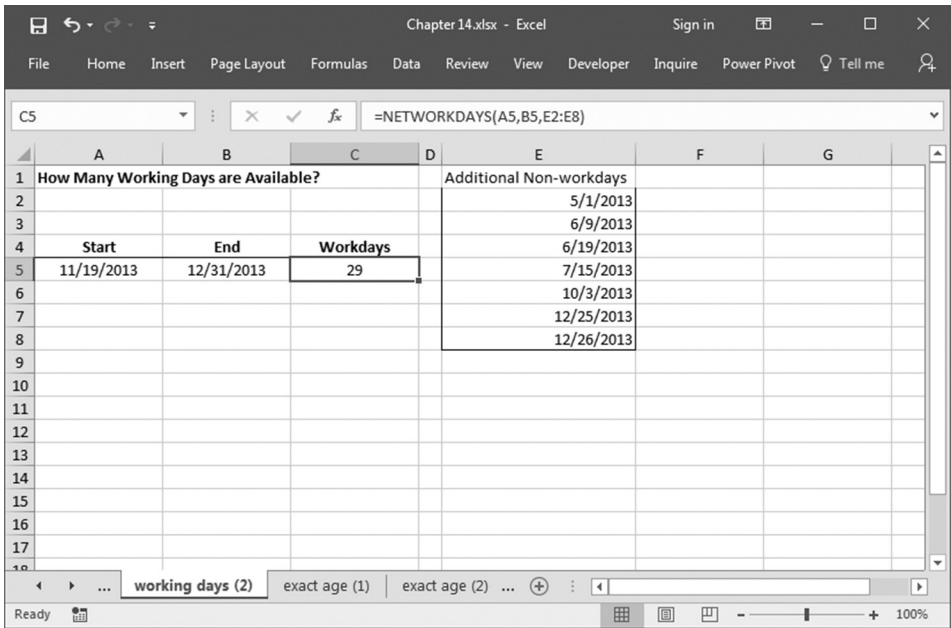 Chapter 14.xlsx - Excel
Sign in
File Home Insert Page Layout Formulas Data Review View Developer Inquire Power Pivot Tell me
C5 fx =NETWORKDAYS(A5,B5,E2:E8)
A B C D E F G
1 How Many Working Days are Available? Additional Non-workdays
2 5/1/2013
3 6/9/2013
4 Start End Workdays 6/19/2013
5 11/19/2013 12/31/2013 29 7/15/2013
6 10/3/2013
7 12/25/2013
8 12/26/2013
9
10
11
12
13
14
15
16
17
18
... working days (2) exact age (1) exact age (2) ...
Ready 100%